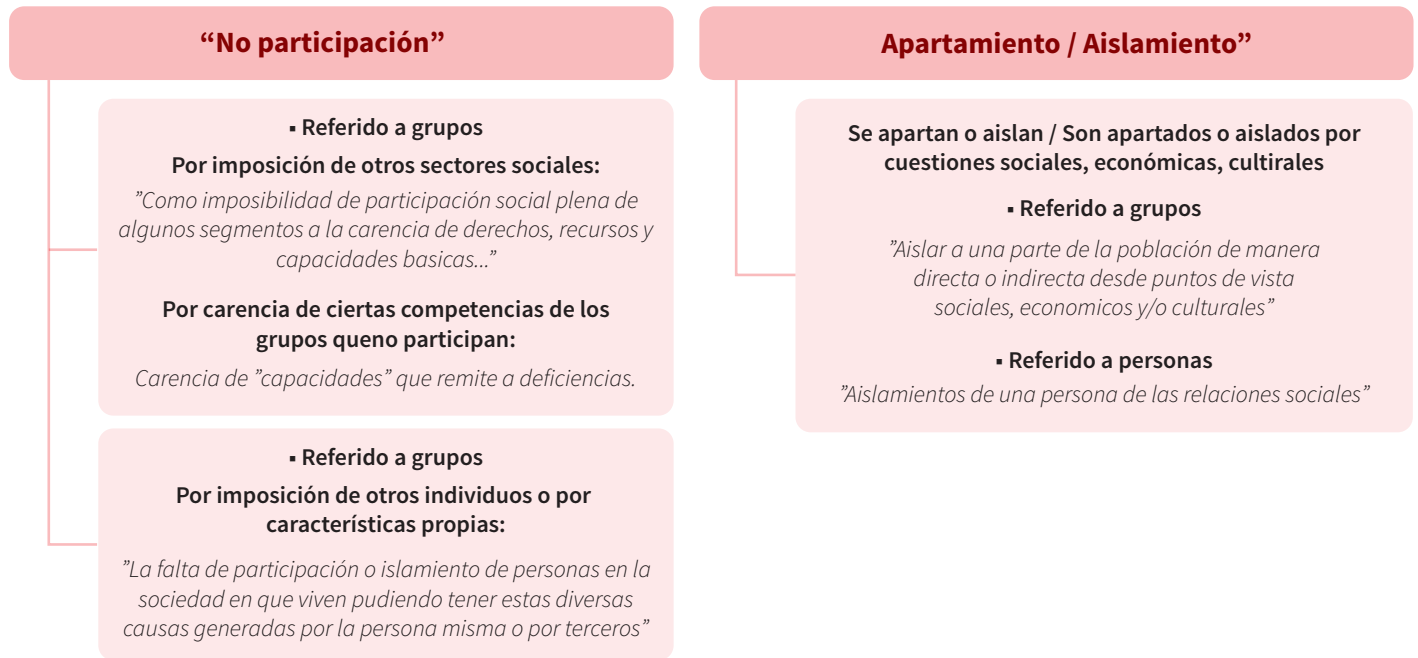 “No participación”
▪ Referido a grupos
Por imposición de otros sectores sociales:
”Como imposibilidad de participación social plena de
algunos segmentos a la carencia de derechos, recursos y
capacidades basicas...”
Por carencia de ciertas competencias de los
grupos queno participan:
Carencia de ”capacidades” que remite a deficiencias.
▪ Referido a grupos
Por imposición de otros individuos o por
características propias:
”La falta de participación o islamiento de personas en la
sociedad en que viven pudiendo tener estas diversas
causas generadas por la persona misma o por terceros”
Apartamiento / Aislamiento”
Se apartan o aislan / Son apartados o aislados por
cuestiones sociales, económicas, cultirales
▪ Referido a grupos
”Aislar a una parte de la población de manera
directa o indirecta desde puntos de vista
sociales, economicos y/o culturales”
▪ Referido a personas
”Aislamientos de una persona de las relaciones sociales”